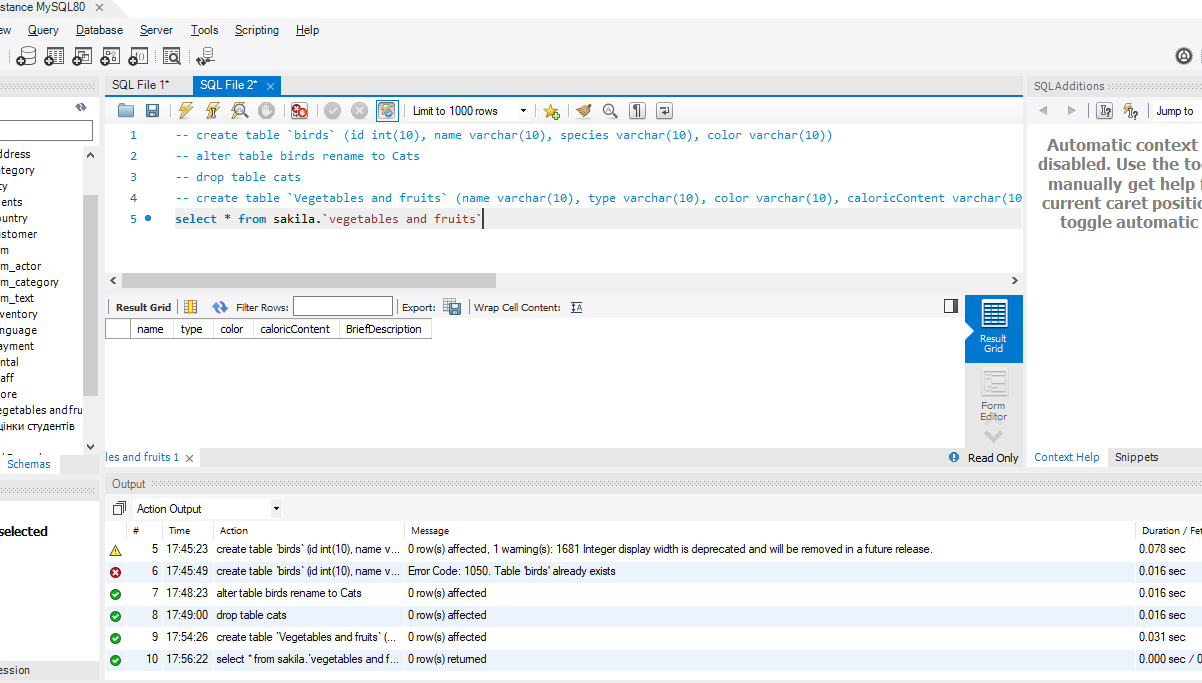 stance MySQL80
ew Query Database Server Tools Scripting Help
SQL File 1* SQL File 2*
SQLAdditions
Limit to 1000 rows
Jump to
1 -- create table `birds` (id int(10), name varchar(10), species varchar(10), color varchar(10))
2 -- alter table birds rename to Cats
3 -- drop table cats
4 -- create table `Vegetables and fruits` (name varchar(10), type varchar(10), color varchar(10), caloricContent varchar(10
5 select * from sakila.`vegetables and fruits`
Automatic context
disabled. Use the too
manually get help f
current caret positio
toggle automatic
ddress
ategory
ty
ents
ountry
ustomer
m
m_actor
m_category
m_text
ventory
nguage
ayment
ntal
aff
ore
egetables and fru
цінки студентів
Schemas
Result Grid Filter Rows: Export: Wrap Cell Content:
name type color caloricContent BriefDescription
Result
Grid
Form
Editor
les and fruits 1
Read Only
Context Help Snippets
selected
ession
Output
Action Output
# Time Action Message Duration / Fet
5 17:45:23 create table `birds` (id int(10), name v... 0 row(s) affected, 1 warning(s): 1681 Integer display width is deprecated and will be removed in a future release. 0.078 sec
6 17:45:49 create table `birds` (id int(10), name v... Error Code: 1050. Table 'birds' already exists 0.016 sec
7 17:48:23 alter table birds rename to Cats 0 row(s) affected 0.016 sec
8 17:49:00 drop table cats 0 row(s) affected 0.016 sec
9 17:54:26 create table `Vegetables and fruits` (... 0 row(s) affected 0.031 sec
10 17:56:22 select * from sakila.`vegetables and f... 0 row(s) returned 0.000 sec / 0